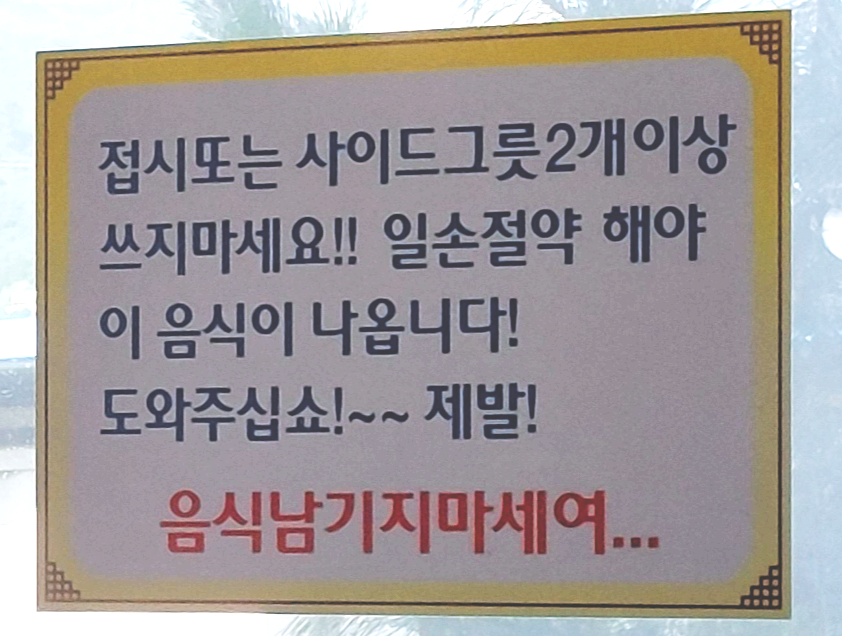 접시또는 사이드그릇2개이상
쓰지마세요!! 일손절약 해야
이 음식이 나옵니다!
도와주십쇼!~~ 제발!
음식남기지마세여...